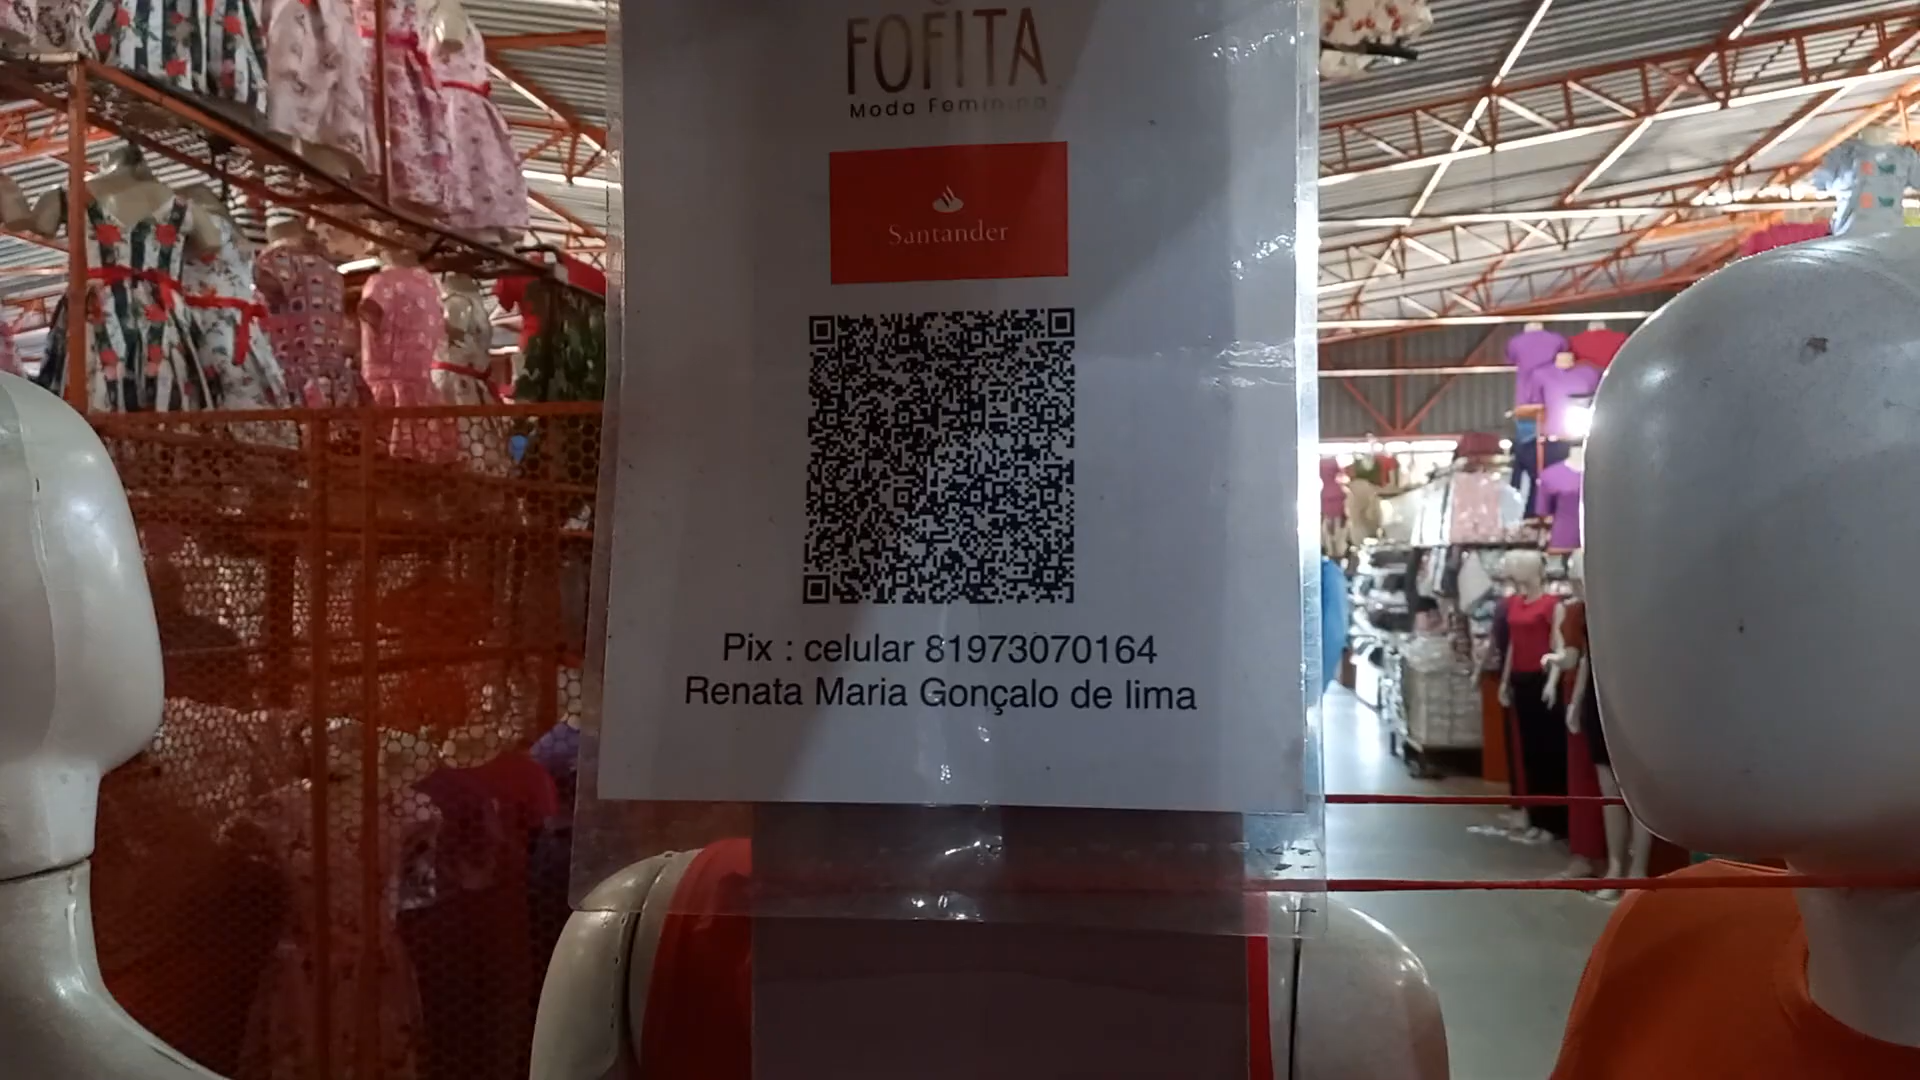 FOFITA
Moda Feminina
Santander
Pix : celular 81973070164
Renata Maria Gonçalo de lima